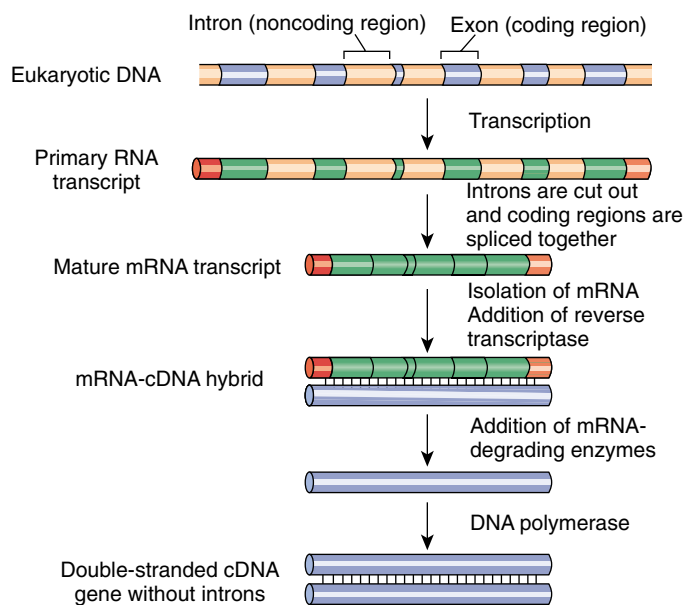 Intron (noncoding region)
Exon (coding region)
Eukaryotic DNA
Transcription
Primary RNA
transcript
Introns are cut out
and coding regions are
spliced together
Mature mRNA transcript
Isolation of mRNA
Addition of reverse
transcriptase
mRNA-cDNA hybrid
Addition of mRNA-
degrading enzymes
DNA polymerase
Double-stranded cDNA
gene without introns